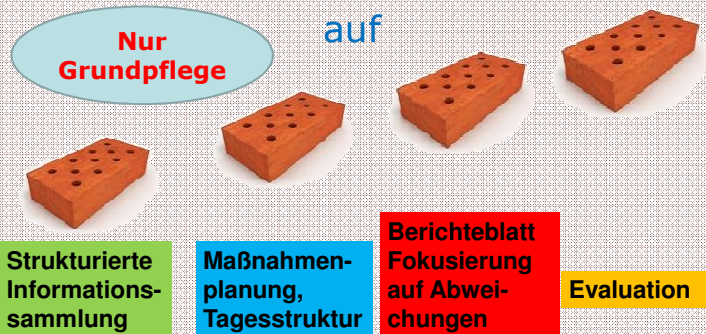 auf
Nur
Grundpflege
Strukturierte
Informations-
sammlung
Maßnahmen-
planung,
Tagesstruktur
Berichteblatt
Fokusierung
auf Abwei-
chungen
Evaluation